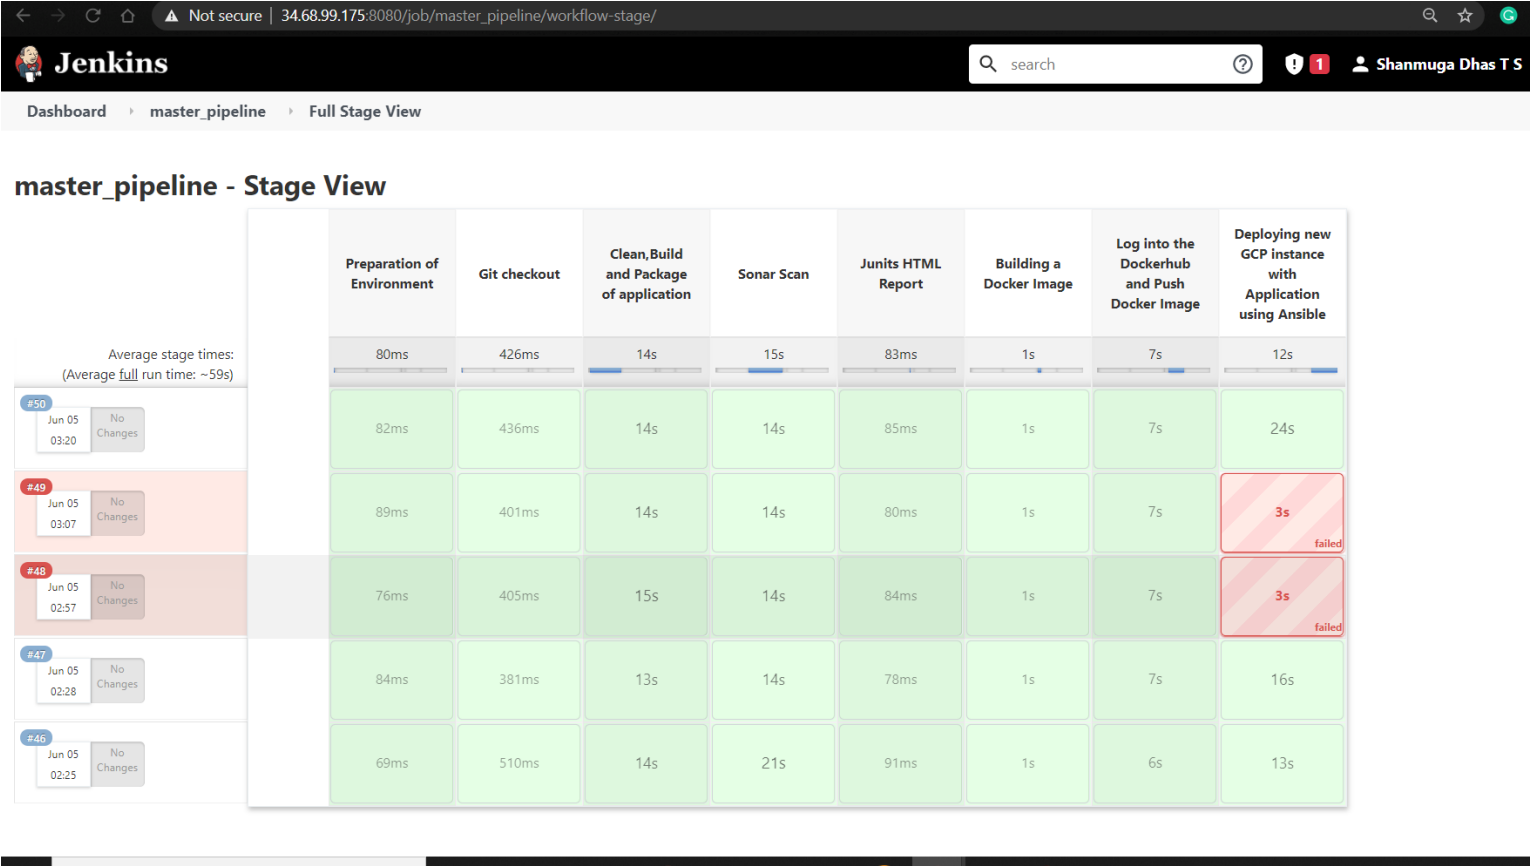 Not secure | 34.68.99.175:8080/job/master_pipeline/workflow-stage/
Jenkins
search
1
Shanmuga Dhas T S
Dashboard
master_pipeline
Full Stage View
master_pipeline - Stage View
Preparation of
Environment
Git checkout
Clean,Build
and Package
of application
Sonar Scan
Junits HTML
Report
Building a
Docker Image
Log into the
Dockerhub
and Push
Docker Image
Deploying new
GCP instance
with
Application
using Ansible
Average stage times:
(Average full run time: ~59s)
80ms 426ms 14s 15s 83ms 1s 7s 12s
#50
Jun 05
03:20
No
Changes
82ms 436ms 14s 14s 85ms 1s 7s 24s
#49
Jun 05
03:07
No
Changes
89ms 401ms 14s 14s 80ms 1s 7s 3s
failed
#48
Jun 05
02:57
No
Changes
76ms 405ms 15s 14s 84ms 1s 7s 3s
failed
#47
Jun 05
02:28
No
Changes
84ms 381ms 13s 14s 78ms 1s 7s 16s
#46
Jun 05
02:25
No
Changes
69ms 510ms 14s 21s 91ms 1s 6s 13s